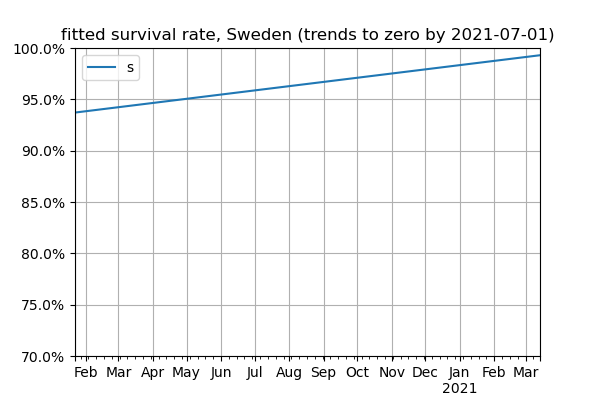 fitted survival rate, Sweden (trends to zero by 2021-07-01)
s
100.0%
95.0%
90.0%
85.0%
80.0%
75.0%
70.0%
Feb Mar Apr May Jun Jul Aug Sep Oct Nov Dec Jan Feb Mar
2021